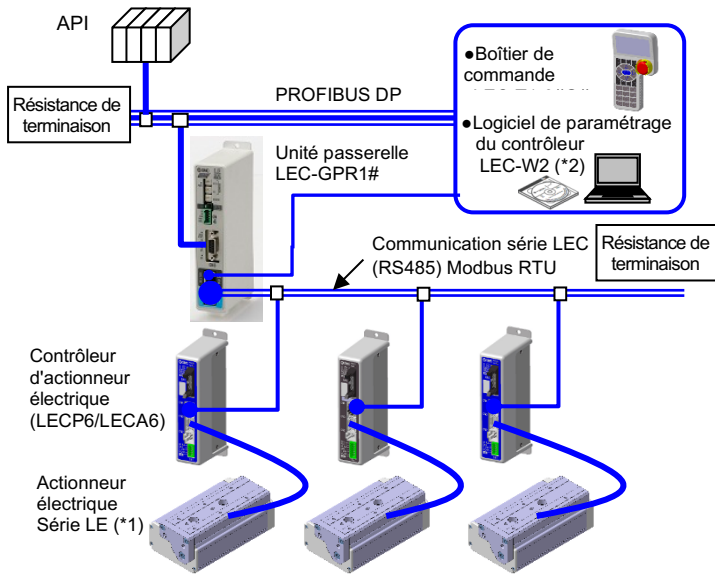 API
●Boîtier de
commande
PROFIBUS DP
Résistance de
terminaison
●Logiciel de paramétrage
du contrôleur
LEC-W2 (*2)
Unité passerelle
LEC-GPR1#
Communication série LEC
(RS485) Modbus RTU
Résistance de
terminaison
Contrôleur
d'actionneur
électrique
(LECP6/LECA6)
Actionneur
électrique
Série LE (*1)